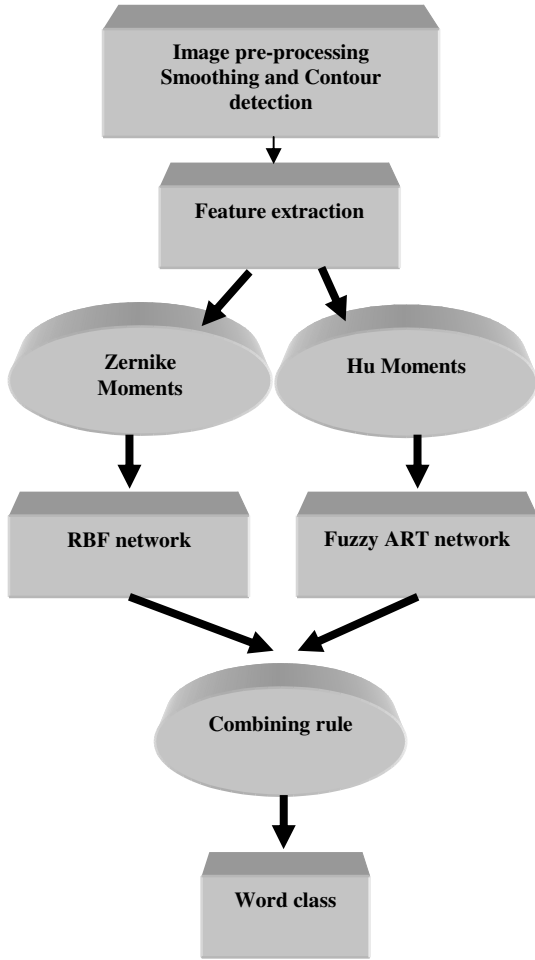 Image pre-processing
Smoothing and Contour
detection
Feature extraction
Zernike
Moments
Hu Moments
RBF network
Fuzzy ART network
Combining rule
Word class